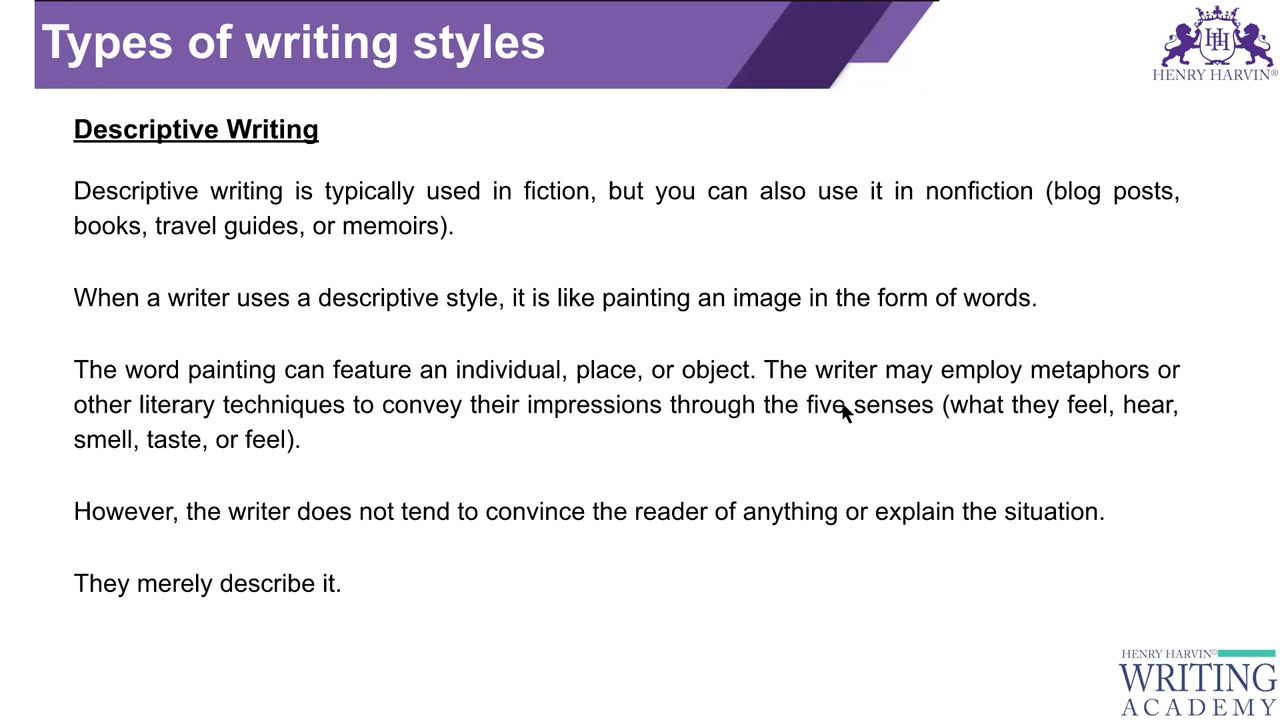 Types of writing styles
HENRY HARVIN®
Descriptive Writing
Descriptive writing is typically used in fiction, but you can also use it in nonfiction (blog posts,
books, travel guides, or memoirs).
When a writer uses a descriptive style, it is like painting an image in the form of words.
The word painting can feature an individual, place, or object. The writer may employ metaphors or
other literary techniques to convey their impressions through the five senses (what they feel, hear,
smell, taste, or feel).
However, the writer does not tend to convince the reader of anything or explain the situation.
They merely describe it.
HENRY HARVIN®
WRITING
ACADEMY